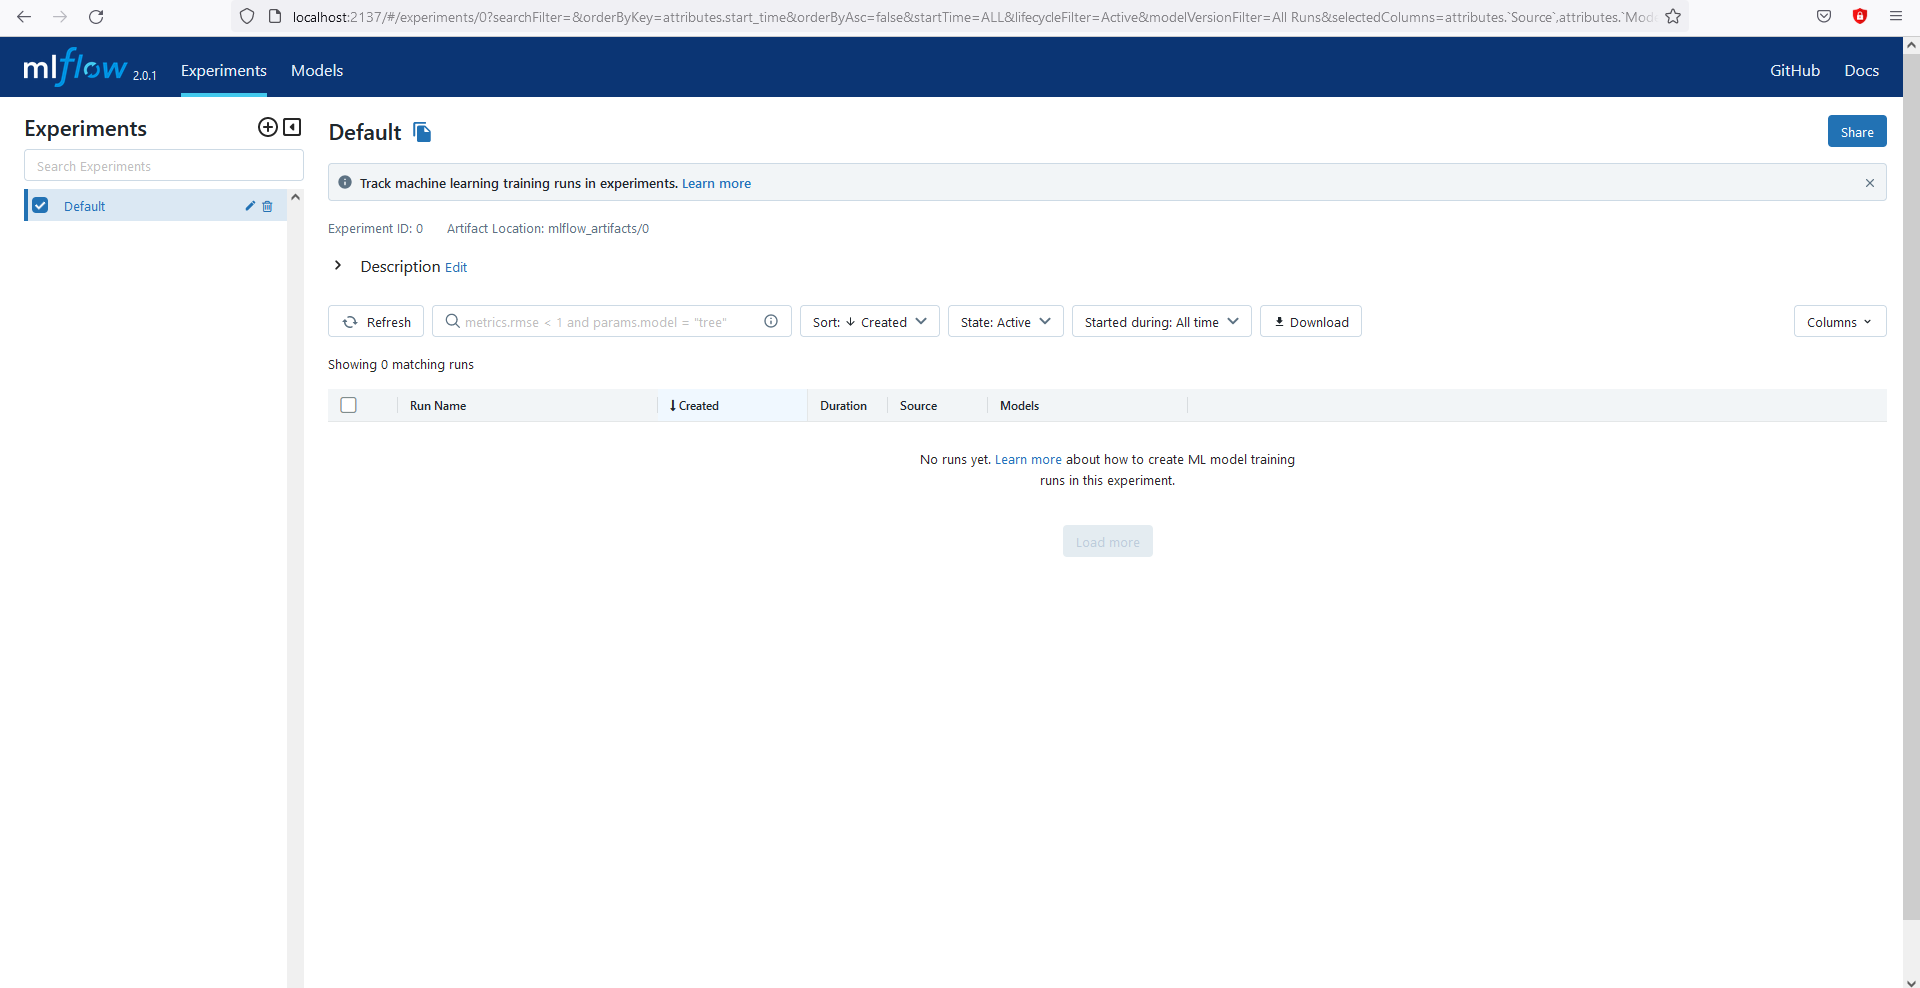 localhost:2137/#/experiments/0?searchFilter=&orderByKey=attributes.start_time&orderByAsc=false&startTime=ALL&lifecycleFilter=Active&modelVersionFilter=All Runs&selectedColumns=attributes.`Source`,attributes.`Mod
mlflow 2.0.1 Experiments Models GitHub Docs
Experiments
Search Experiments
Default
Default
Share
Track machine learning training runs in experiments. Learn more
Experiment ID: 0 Artifact Location: mlflow_artifacts/0
Description Edit
Refresh metrics.rmse < 1 and params.model = "tree" Sort: ↓ Created State: Active Started during: All time Download Columns
Showing 0 matching runs
Run Name ↓ Created Duration Source Models
No runs yet. Learn more about how to create ML model training
runs in this experiment.
Load more